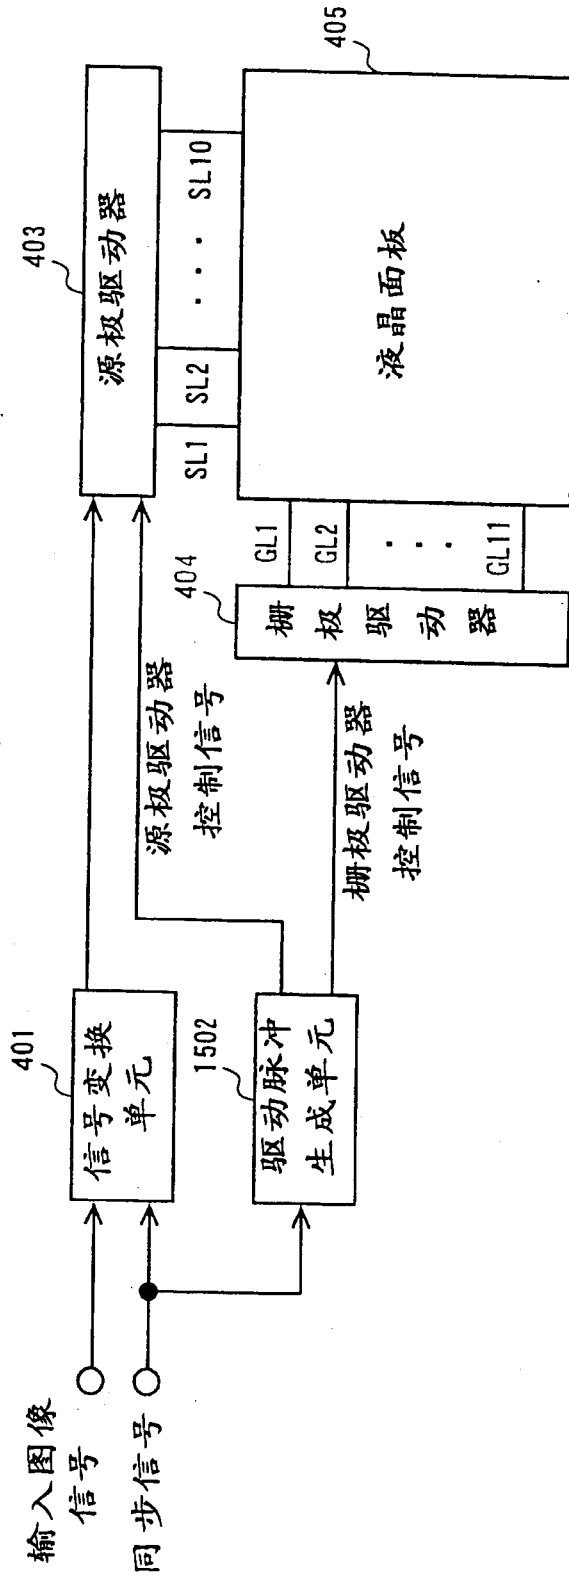 输入图像
信号
同步信号
401
信号变换
单元
1502
驱动脉冲
生成单元
源极驱动器
控制信号
栅极驱动器
控制信号
403
源极驱动器
SL1
SL2
· · ·
SL10
404
栅极驱动器
GL1
GL2
· · ·
GL11
405
液晶面板